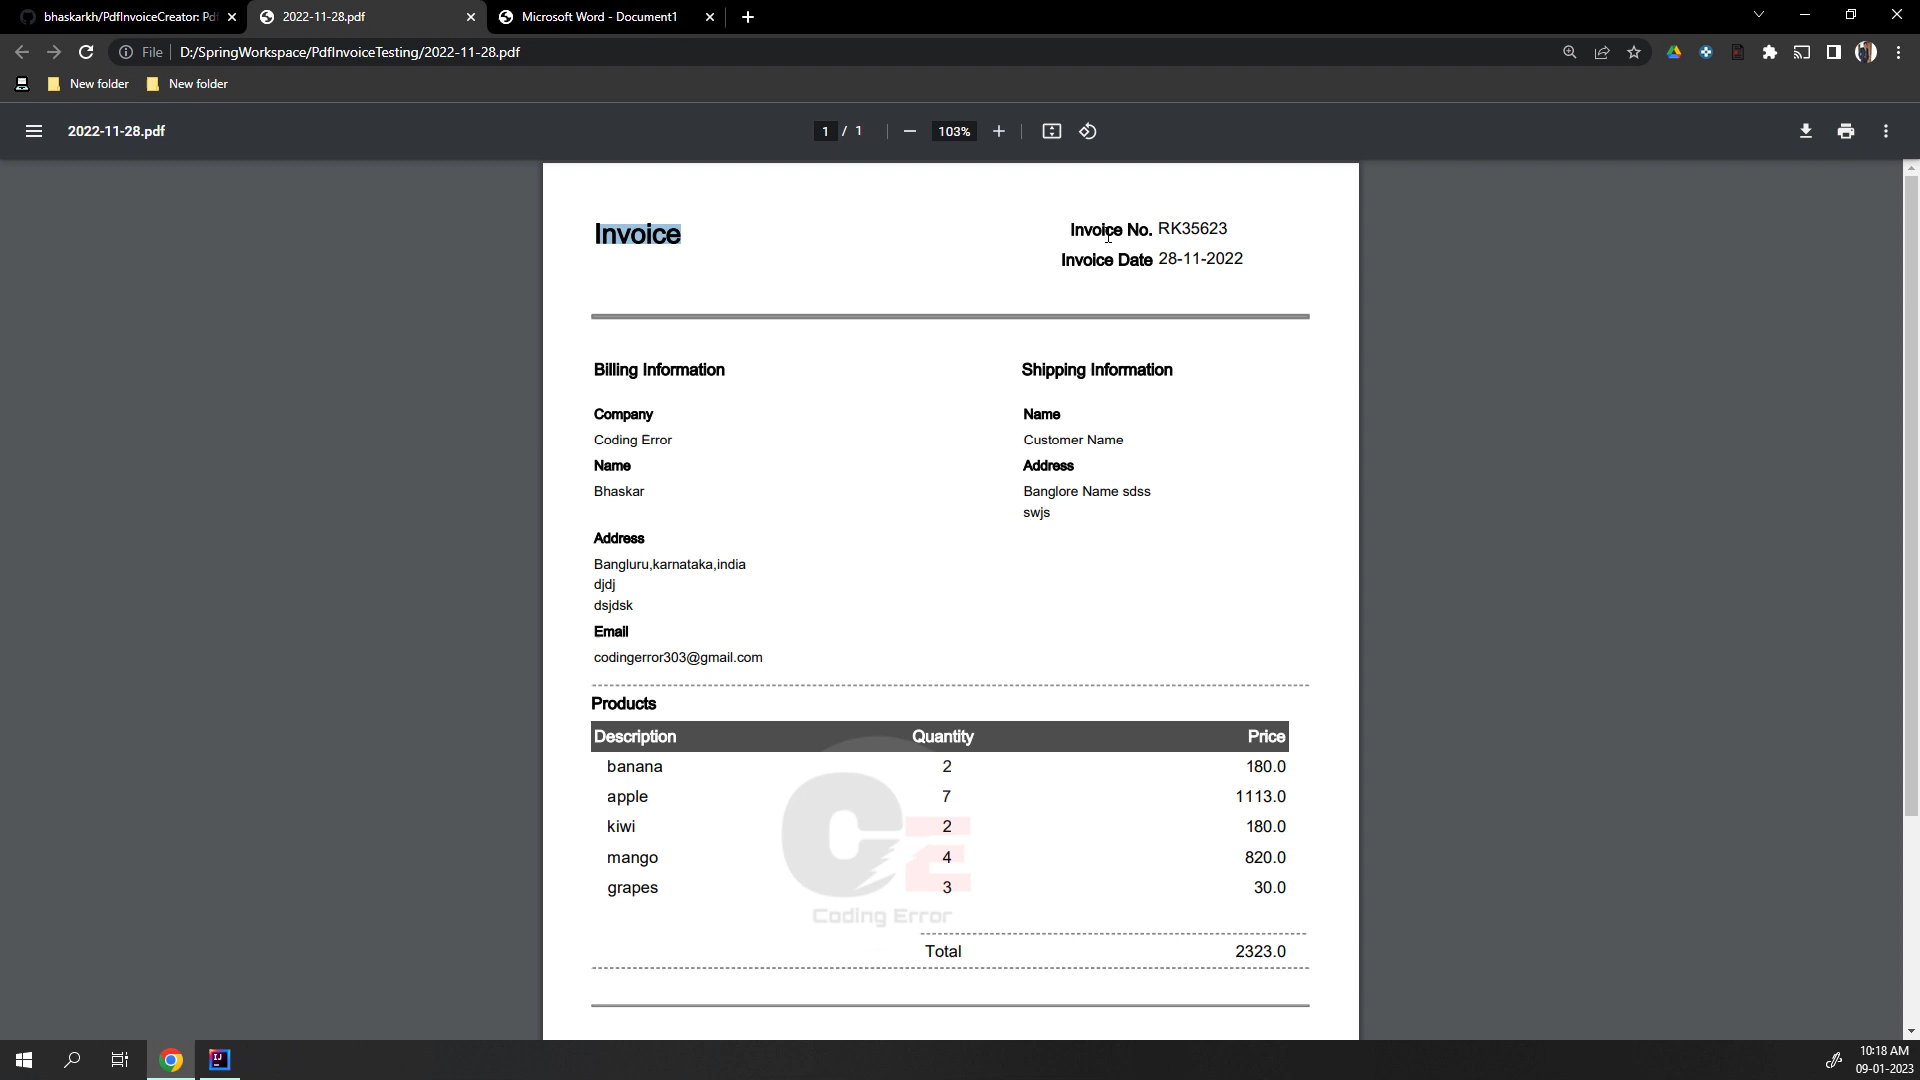 bhaskarkh/PdfInvoiceCreator: Pdf
2022-11-28.pdf
Microsoft Word - Document1
File
D:/SpringWorkspace/PdfInvoiceTesting/2022-11-28.pdf
New folder
New folder
2022-11-28.pdf
1 / 1
103%
Invoice
Invoice No. RK35623
Invoice Date 28-11-2022
Billing Information
Shipping Information
Company
Name
Coding Error
Customer Name
Name
Address
Bhaskar
Banglore Name sdss
swjs
Address
Bangluru,karnataka,india
djdj
dsjdsk
Email
codingerror303@gmail.com
Products
Description Quantity Price
banana 2 180.0
apple 7 1113.0
kiwi 2 180.0
mango 4 820.0
grapes 3 30.0
Coding Error
Total 2323.0
10:18 AM
09-01-2023